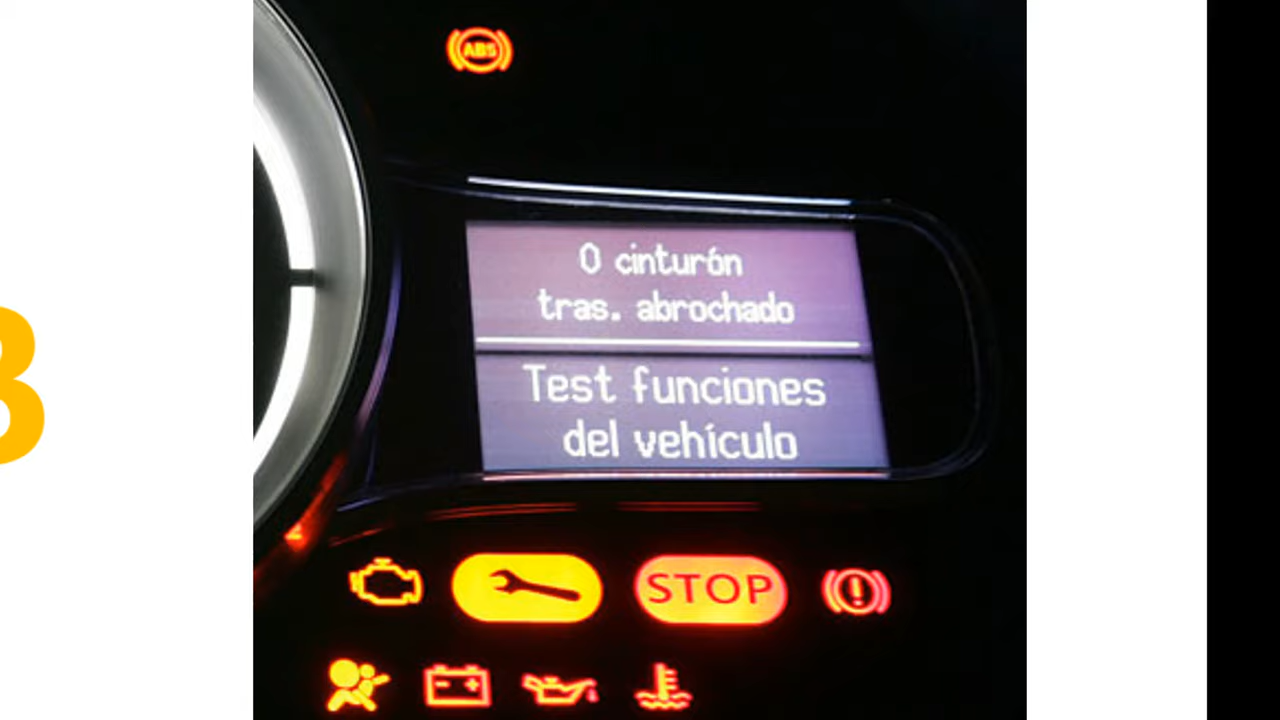 ABS
0 cinturón
tras. abrochado
Test funciones
del vehículo
STOP